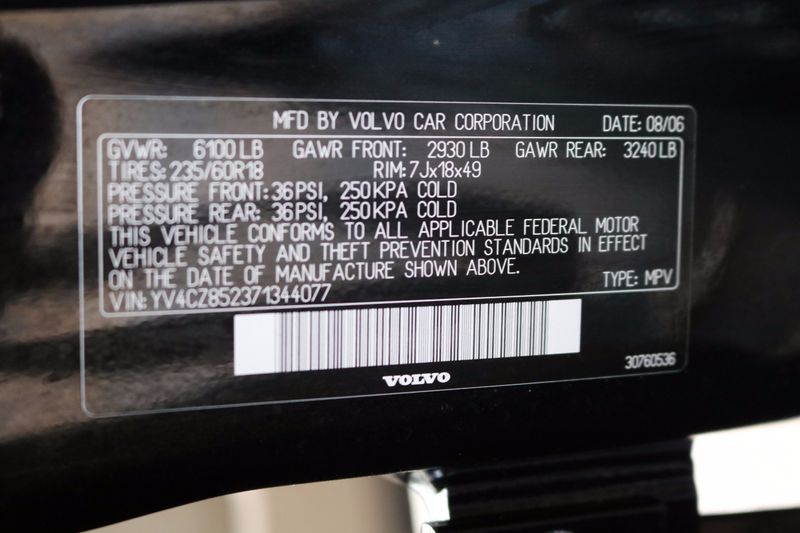 MFD BY VOLVO CAR CORPORATION DATE: 08/06
GVWR: 6100 LB GAWR FRONT: 2930 LB GAWR REAR: 3240 LB
TIRES: 235/60R18 RIM: 7Jx18x49
PRESSURE FRONT: 36 PSI, 250 KPA COLD
PRESSURE REAR: 36 PSI, 250 KPA COLD
THIS VEHICLE CONFORMS TO ALL APPLICABLE FEDERAL MOTOR
VEHICLE SAFETY AND THEFT PREVENTION STANDARDS IN EFFECT
ON THE DATE OF MANUFACTURE SHOWN ABOVE.
VIN: YV4CZ852371344077 TYPE: MPV
30760536
VOLVO